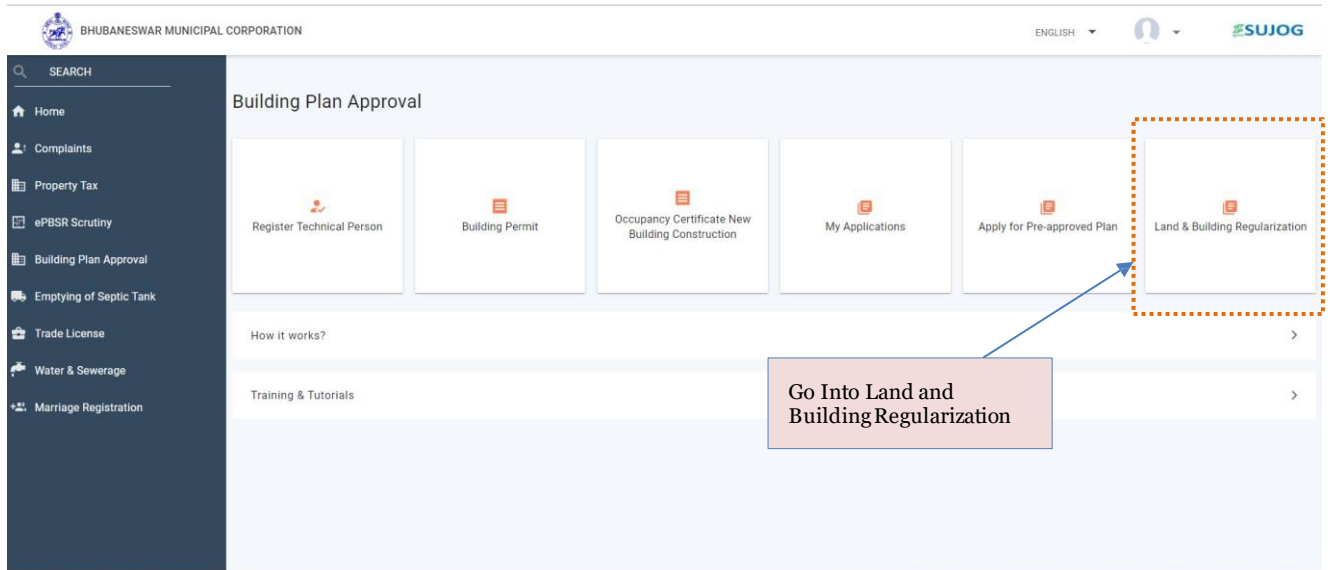 BHUBANESWAR MUNICIPAL CORPORATION
ENGLISH
SUJOG
SEARCH
Home
Complaints
Property Tax
ePBSR Scrutiny
Building Plan Approval
Emptying of Septic Tank
Trade License
Water & Sewerage
Marriage Registration
Building Plan Approval
Register Technical Person
Building Permit
Occupancy Certificate New
Building Construction
My Applications
Apply for Pre-approved Plan
Land & Building Regularization
How it works?
Training & Tutorials
Go Into Land and
Building Regularization